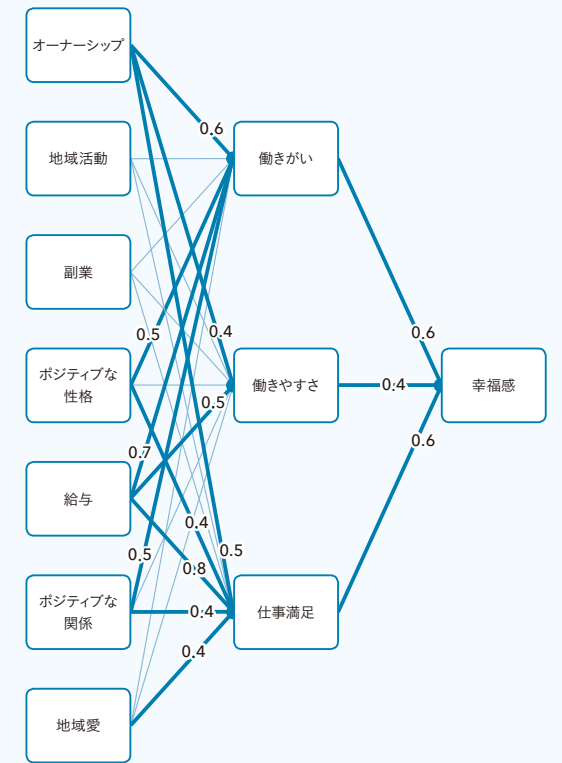 オーナーシップ
0.6
地域活動
働きがい
副業
0.5
0.4
0.6
ポジティブな
性格
働きやすさ
0.4
幸福感
0.5
0.7
0.6
給与
0.4
0.5
0.5
0.8
ポジティブな
関係
0.4
仕事満足
0.4
地域愛